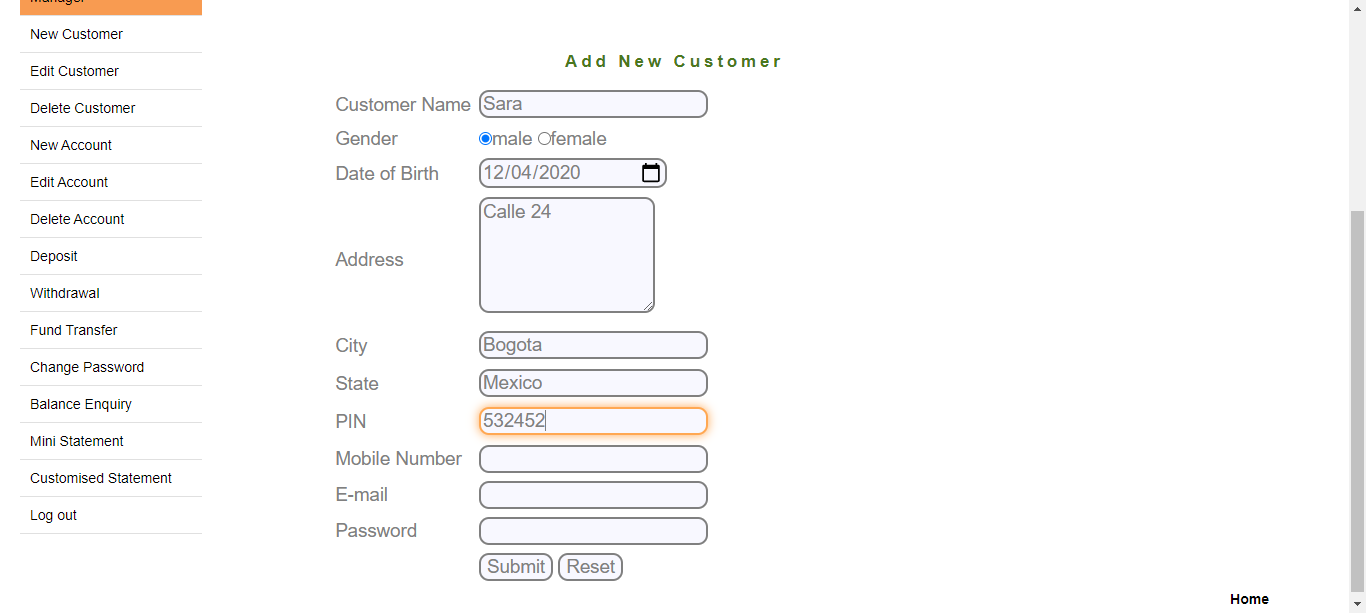 Manager
New Customer
Edit Customer
Delete Customer
New Account
Edit Account
Delete Account
Deposit
Withdrawal
Fund Transfer
Change Password
Balance Enquiry
Mini Statement
Customised Statement
Log out
Add New Customer
Customer Name Sara
Gender male female
Date of Birth 12/04/2020
Address Calle 24
City Bogota
State Mexico
PIN 532452
Mobile Number
E-mail
Password
Submit Reset
Home